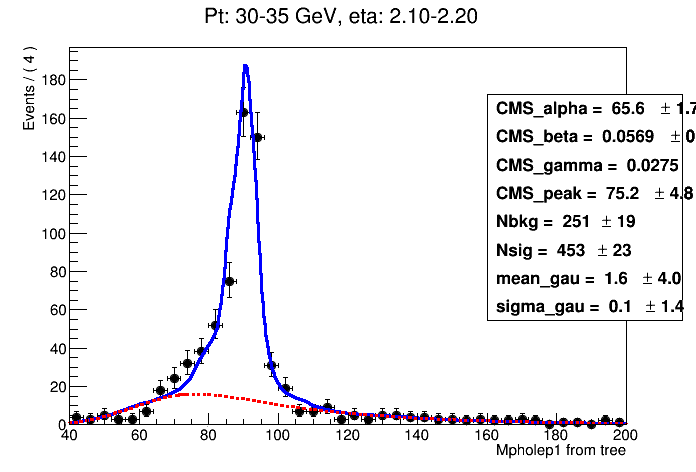 Pt: 30-35 GeV, eta: 2.10-2.20
Events / ( 4 )
180
160
140
120
100
80
60
40
20
0
40 60 80 100 120 140 160 180 200
Mpholep1 from tree
CMS_alpha = 65.6 ± 1.7
CMS_beta = 0.0569 ± 0
CMS_gamma = 0.0275
CMS_peak = 75.2 ± 4.8
Nbkg = 251 ± 19
Nsig = 453 ± 23
mean_gau = 1.6 ± 4.0
sigma_gau = 0.1 ± 1.4